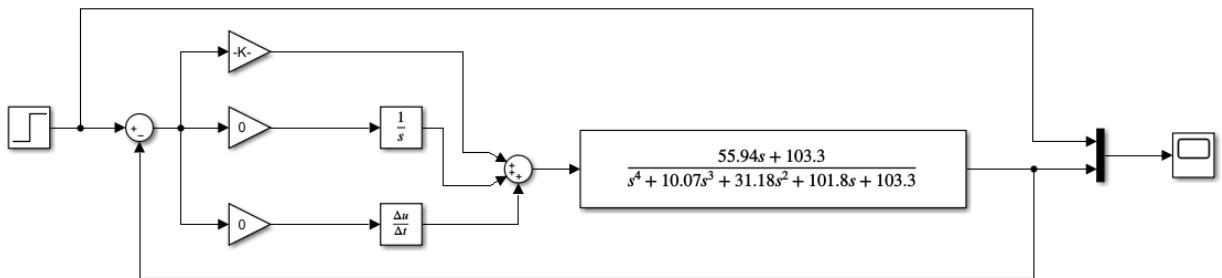 -K-
+
−
0
1
s
+
+
+
55.94s + 103.3
s⁴ + 10.07s³ + 31.18s² + 101.8s + 103.3
0
Δu
Δt